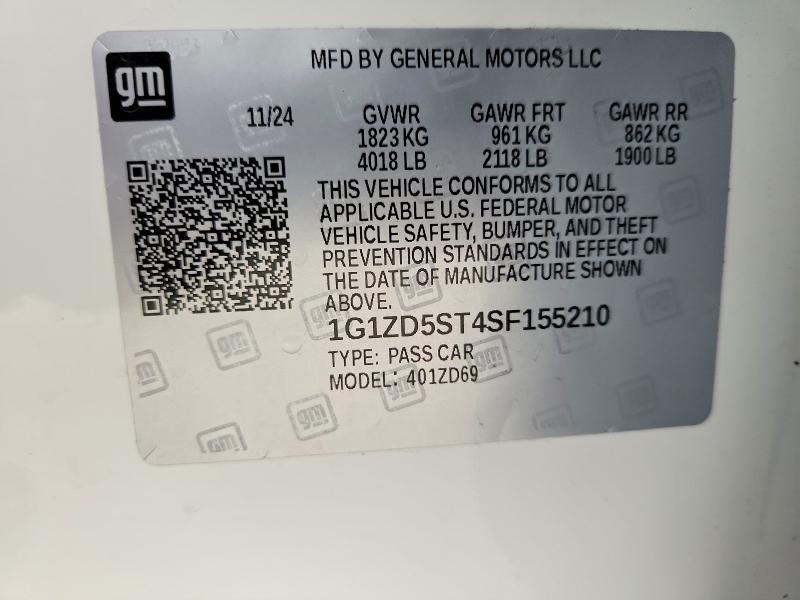 gm
MFD BY GENERAL MOTORS LLC
11/24 GVWR GAWR FRT GAWR RR
1823 KG 961 KG 862 KG
4018 LB 2118 LB 1900 LB
THIS VEHICLE CONFORMS TO ALL
APPLICABLE U.S. FEDERAL MOTOR
VEHICLE SAFETY, BUMPER, AND THEFT
PREVENTION STANDARDS IN EFFECT ON
THE DATE OF MANUFACTURE SHOWN
ABOVE.
1G1ZD5ST4SF155210
TYPE: PASS CAR
MODEL: 401ZD69